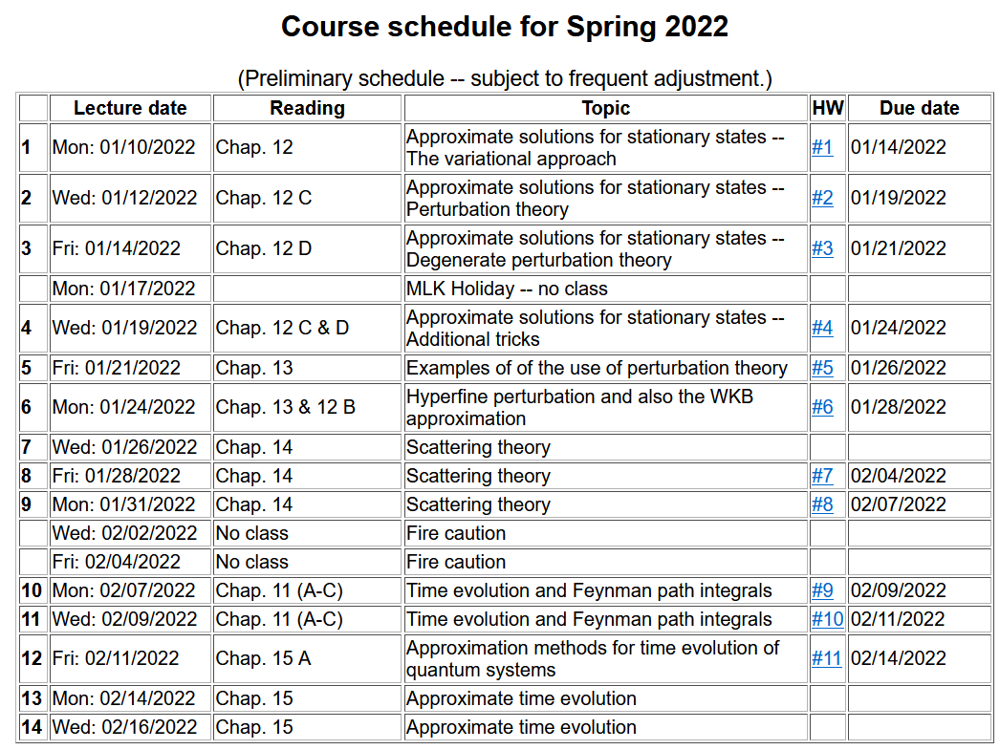 Course schedule for Spring 2022
(Preliminary schedule -- subject to frequent adjustment.)
Lecture date Reading Topic HW Due date
1 Mon: 01/10/2022 Chap. 12 Approximate solutions for stationary states --
The variational approach #1 01/14/2022
2 Wed: 01/12/2022 Chap. 12 C Approximate solutions for stationary states --
Perturbation theory #2 01/19/2022
3 Fri: 01/14/2022 Chap. 12 D Approximate solutions for stationary states --
Degenerate perturbation theory #3 01/21/2022
Mon: 01/17/2022 MLK Holiday -- no class
4 Wed: 01/19/2022 Chap. 12 C & D Approximate solutions for stationary states --
Additional tricks #4 01/24/2022
5 Fri: 01/21/2022 Chap. 13 Examples of of the use of perturbation theory #5 01/26/2022
6 Mon: 01/24/2022 Chap. 13 & 12 B Hyperfine perturbation and also the WKB
approximation #6 01/28/2022
7 Wed: 01/26/2022 Chap. 14 Scattering theory
8 Fri: 01/28/2022 Chap. 14 Scattering theory #7 02/04/2022
9 Mon: 01/31/2022 Chap. 14 Scattering theory #8 02/07/2022
Wed: 02/02/2022 No class Fire caution
Fri: 02/04/2022 No class Fire caution
10 Mon: 02/07/2022 Chap. 11 (A-C) Time evolution and Feynman path integrals #9 02/09/2022
11 Wed: 02/09/2022 Chap. 11 (A-C) Time evolution and Feynman path integrals #10 02/11/2022
12 Fri: 02/11/2022 Chap. 15 A Approximation methods for time evolution of
quantum systems #11 02/14/2022
13 Mon: 02/14/2022 Chap. 15 Approximate time evolution
14 Wed: 02/16/2022 Chap. 15 Approximate time evolution